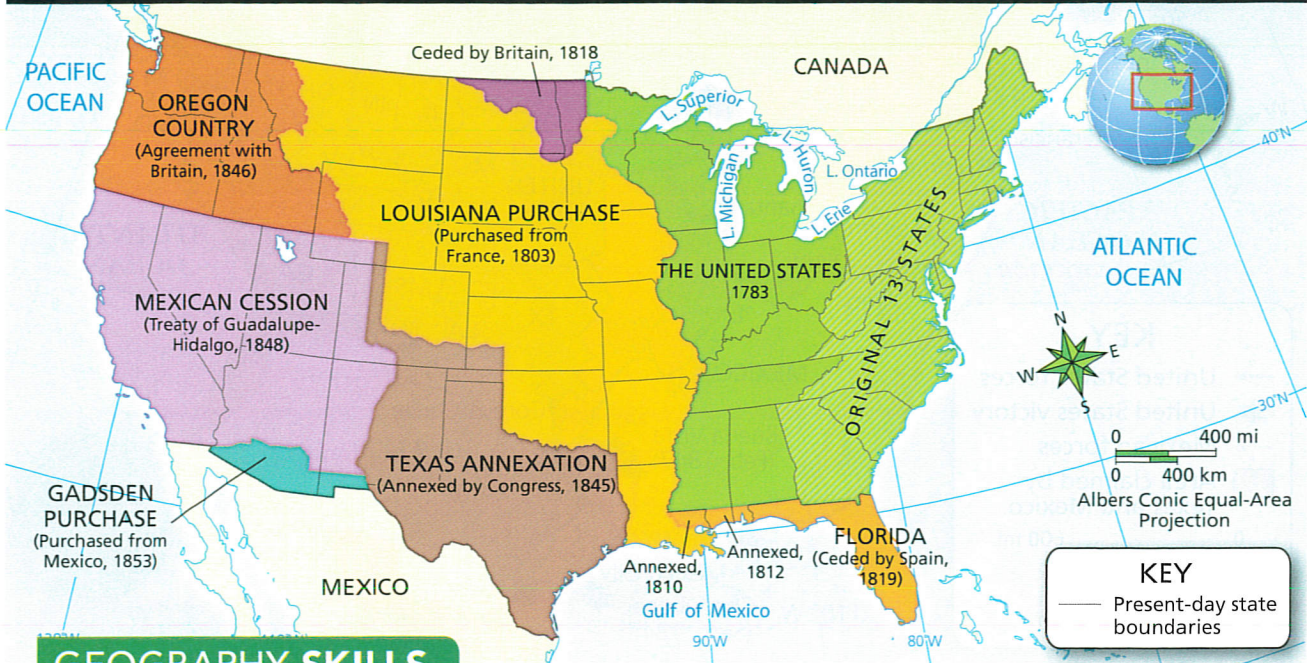 Ceded by Britain, 1818
CANADA
PACIFIC
OCEAN
OREGON
COUNTRY
(Agreement with
Britain, 1846)
L. Superior
L. Michigan
L. Huron
L. Ontario
L. Erie
40°N
LOUISIANA PURCHASE
(Purchased from
France, 1803)
THE UNITED STATES
1783
ORIGINAL 13 STATES
ATLANTIC
OCEAN
MEXICAN CESSION
(Treaty of Guadalupe-
Hidalgo, 1848)
N
E
W
S
30°N
0 400 mi
0 400 km
Albers Conic Equal-Area
Projection
TEXAS ANNEXATION
(Annexed by Congress, 1845)
GADSDEN
PURCHASE
(Purchased from
Mexico, 1853)
MEXICO
Annexed,
1810
Annexed,
1812
FLORIDA
(Ceded by Spain,
1819)
Gulf of Mexico
90°W
80°W
KEY
Present-day state
boundaries
GEOGRAPHY SKILLS